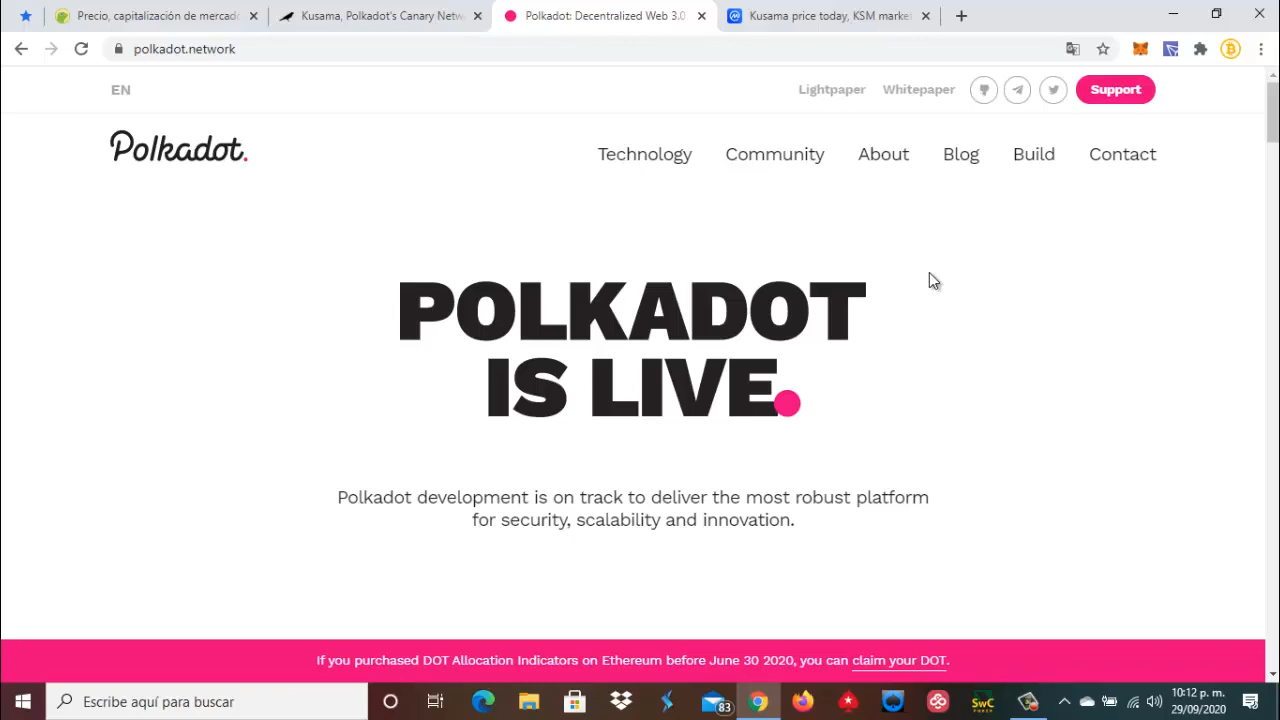 Precio, capitalización de mercado
Kusama, Polkadot's Canary Netw
Polkadot: Decentralized Web 3.0
Kusama price today, KSM market
polkadot.network
EN
Lightpaper
Whitepaper
Support
Polkadot.
Technology
Community
About
Blog
Build
Contact
POLKADOT
IS LIVE.
Polkadot development is on track to deliver the most robust platform
for security, scalability and innovation.
If you purchased DOT Allocation Indicators on Ethereum before June 30 2020, you can claim your DOT.
Escribe aquí para buscar
83
SwC
POKER
10:12 p. m.
29/09/2020